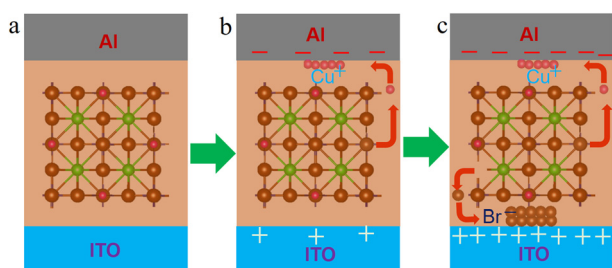 a
Al
ITO
b
Al
− − − − −
Cu⁺
+ + +
ITO
c
Al
− − − − − − − −
Cu⁺
Br⁻
+ + + + + + + +
ITO